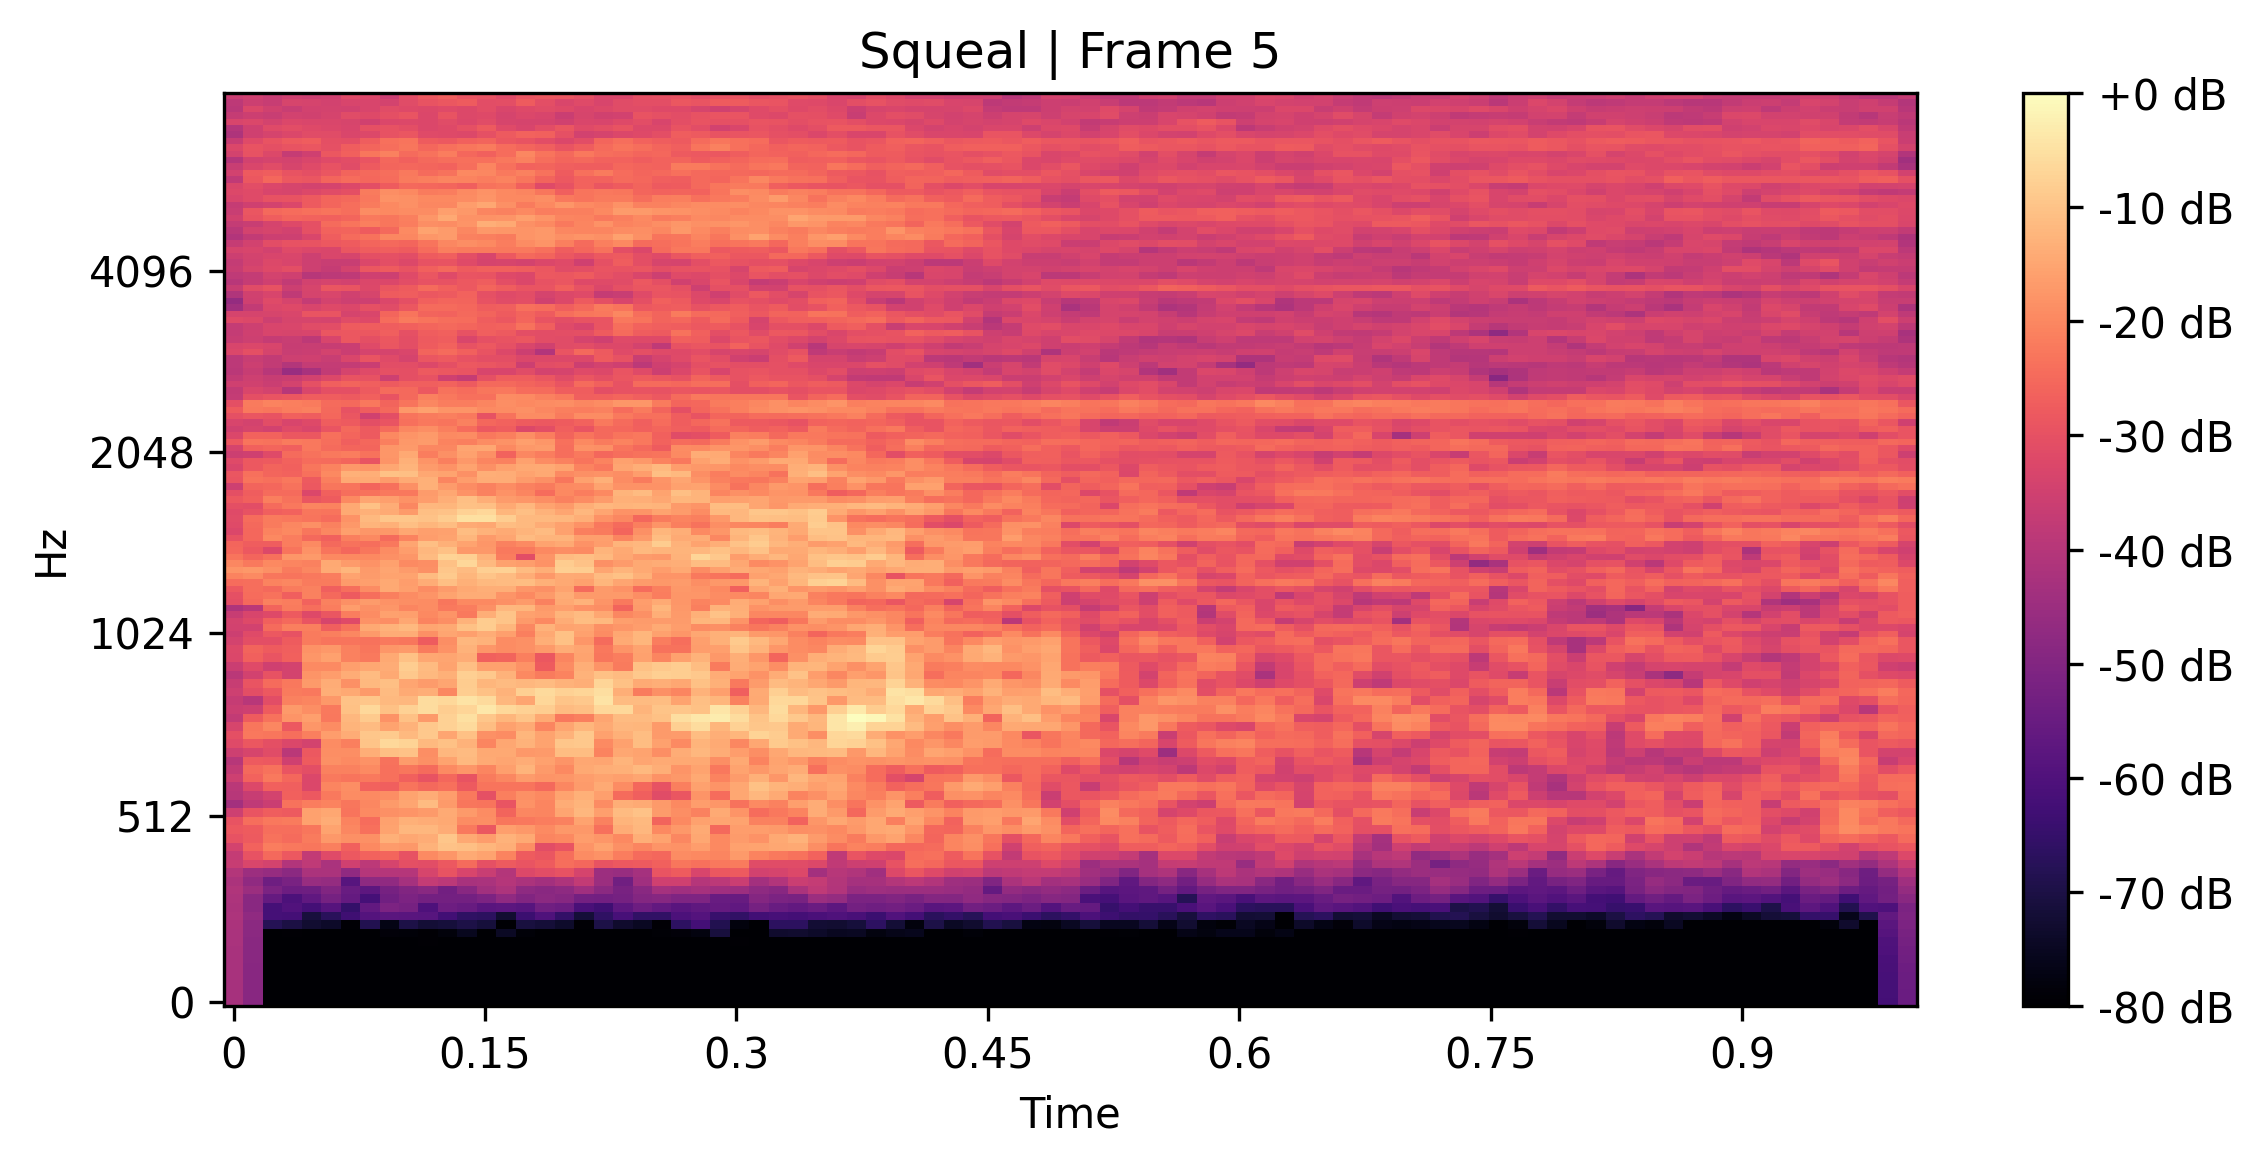 Squeal | Frame 5
+0 dB
-10 dB
-20 dB
-30 dB
-40 dB
-50 dB
-60 dB
-70 dB
-80 dB
Hz
4096
2048
1024
512
0
0 0.15 0.3 0.45 0.6 0.75 0.9
Time